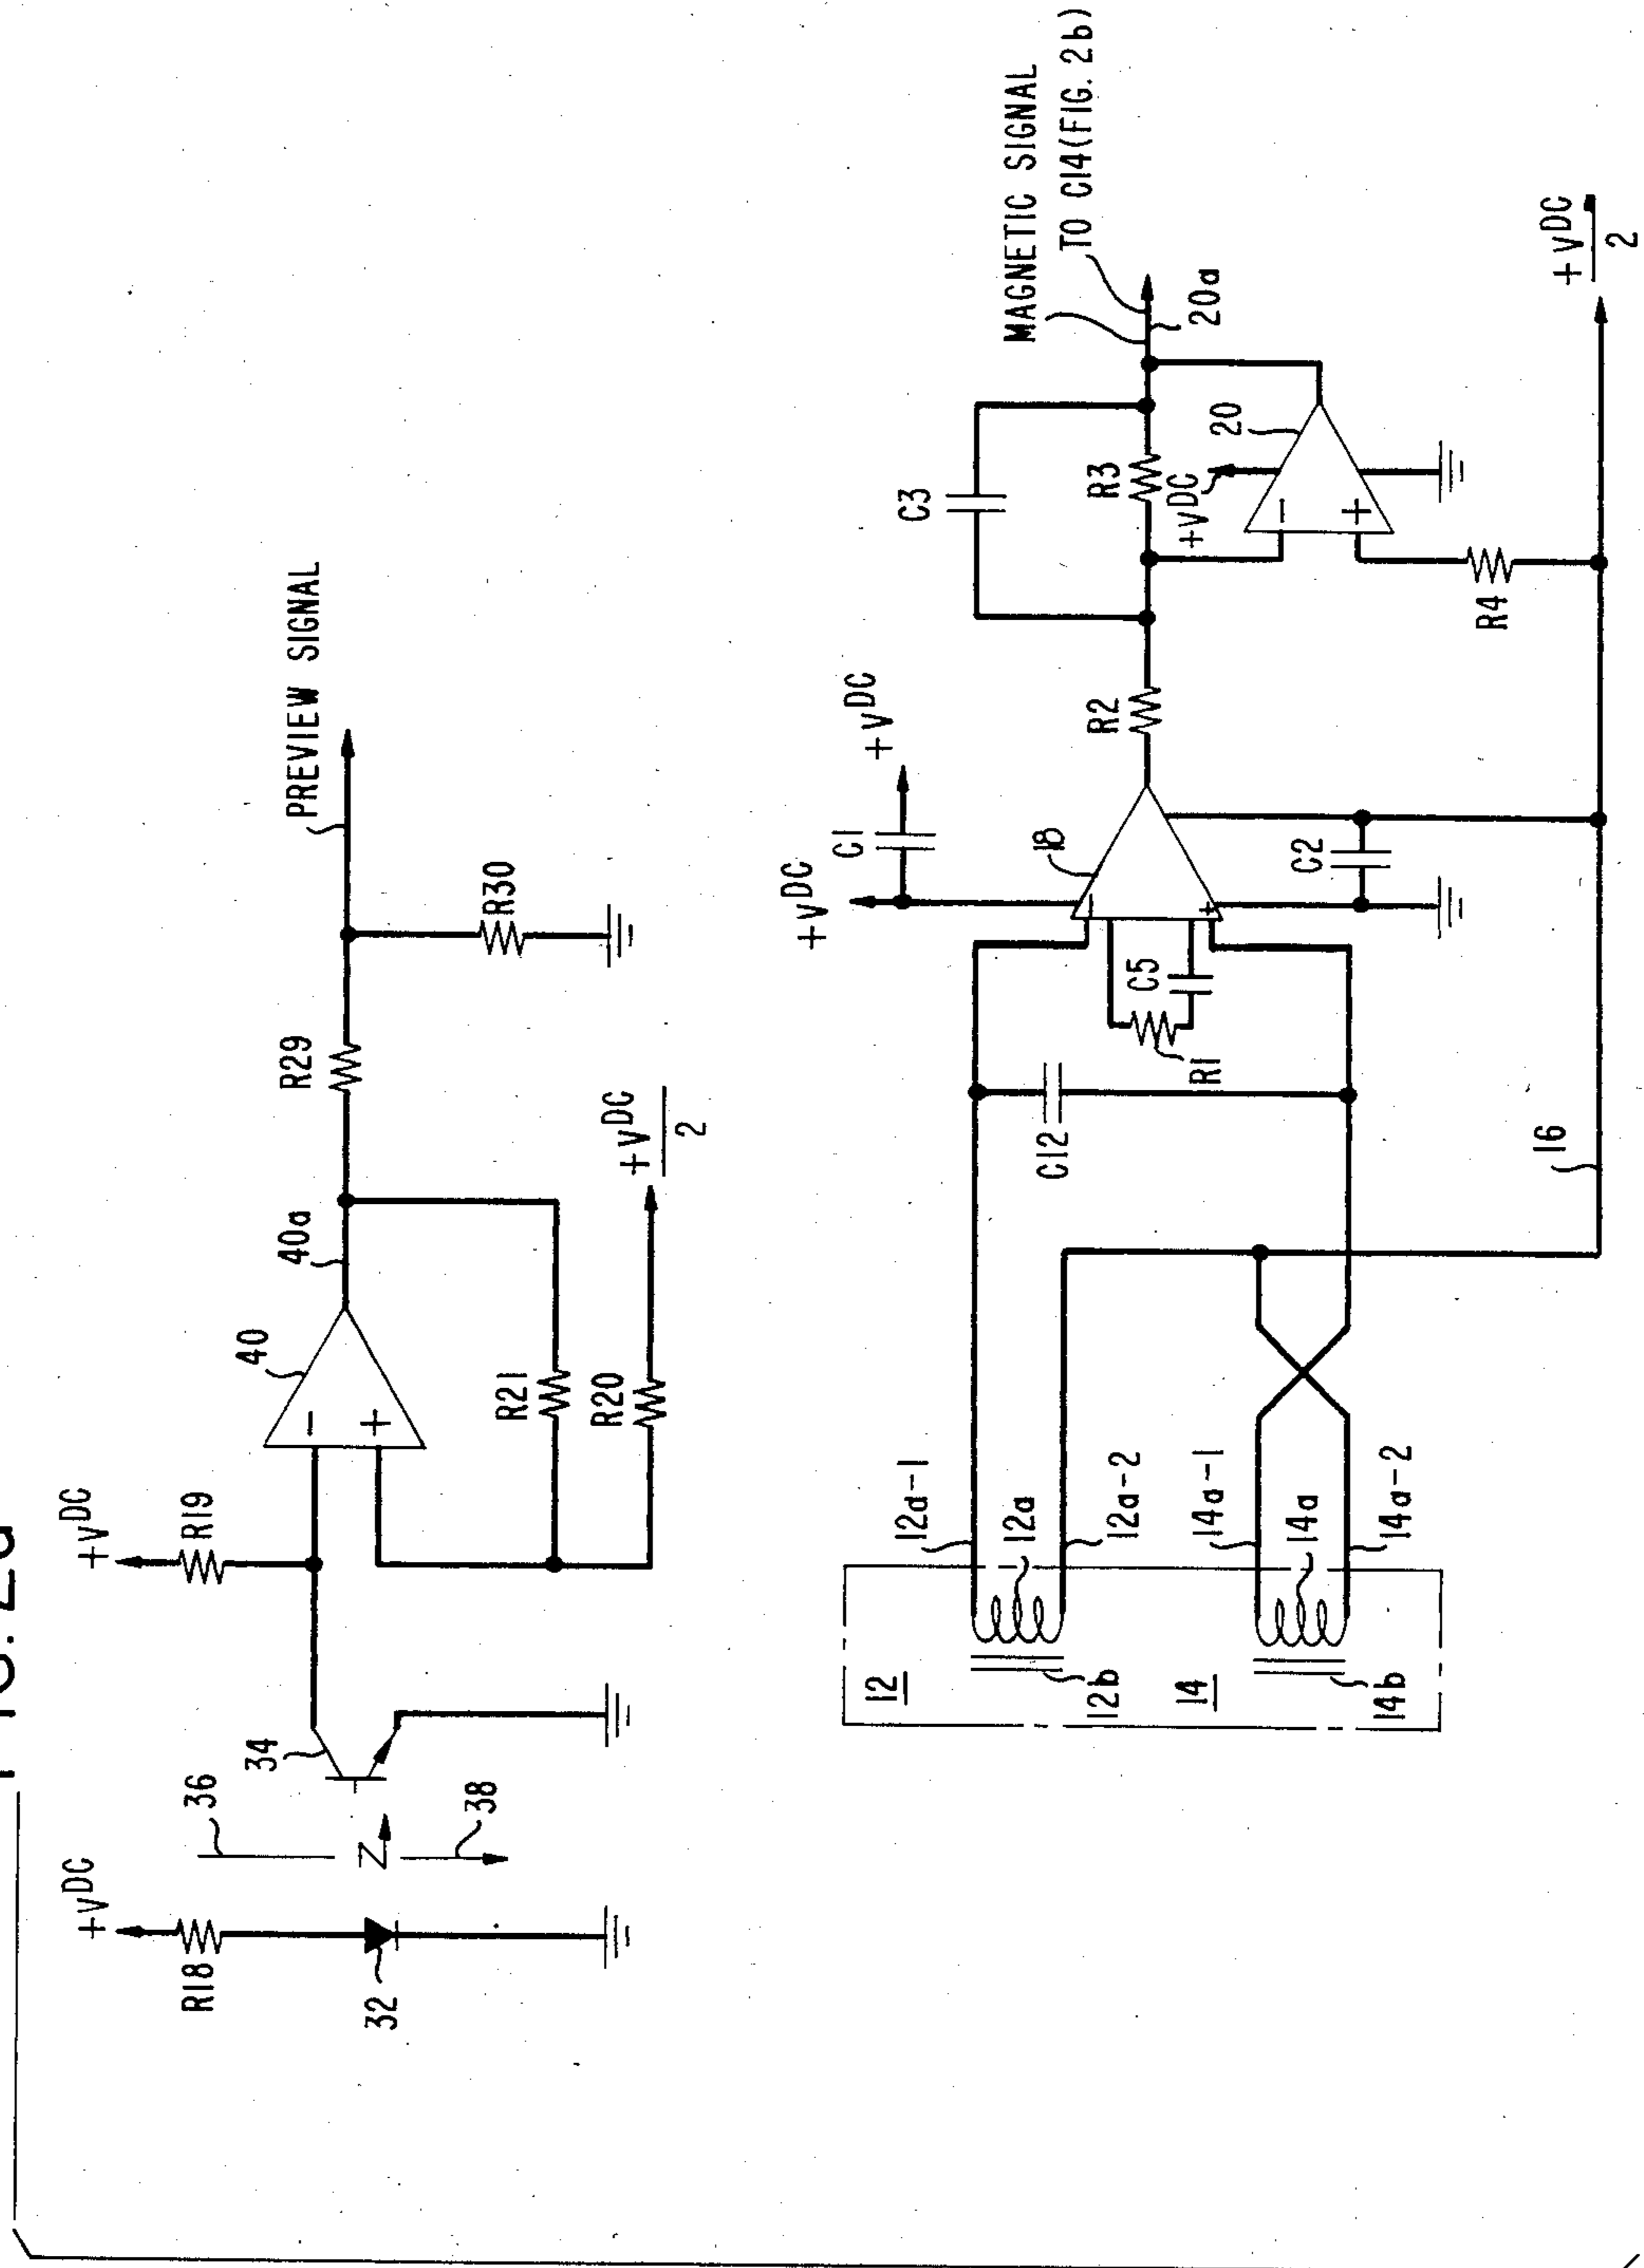 FIG. 2a
+VDC
R18
32
36
38
34
+VDC
R19
40
40a
R21
R20
+VDC
2
R29
R30
PREVIEW SIGNAL
12
12b
14
14b
12a-1
12a
12a-2
14a-1
14a
14a-2
16
C12
R1
C5
-
+
18
+VDC
C1
+VDC
C2
R2
C3
R3
+VDC
20
-
+
R4
20a
MAGNETIC SIGNAL
TO C14(FIG. 2b)
+VDC
2